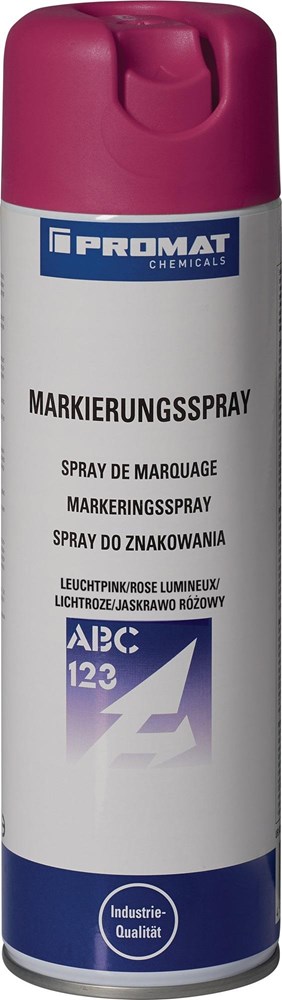 PROMAT
CHEMICALS
MARKIERUNGSSPRAY
SPRAY DE MARQUAGE
MARKERINGSSPRAY
SPRAY DO ZNAKOWANIA
LEUCHTPINK/ROSE LUMINEUX/
LICHTROZE/JASKRAWO RÓŻOWY
ABC
123
Industrie-
Qualität